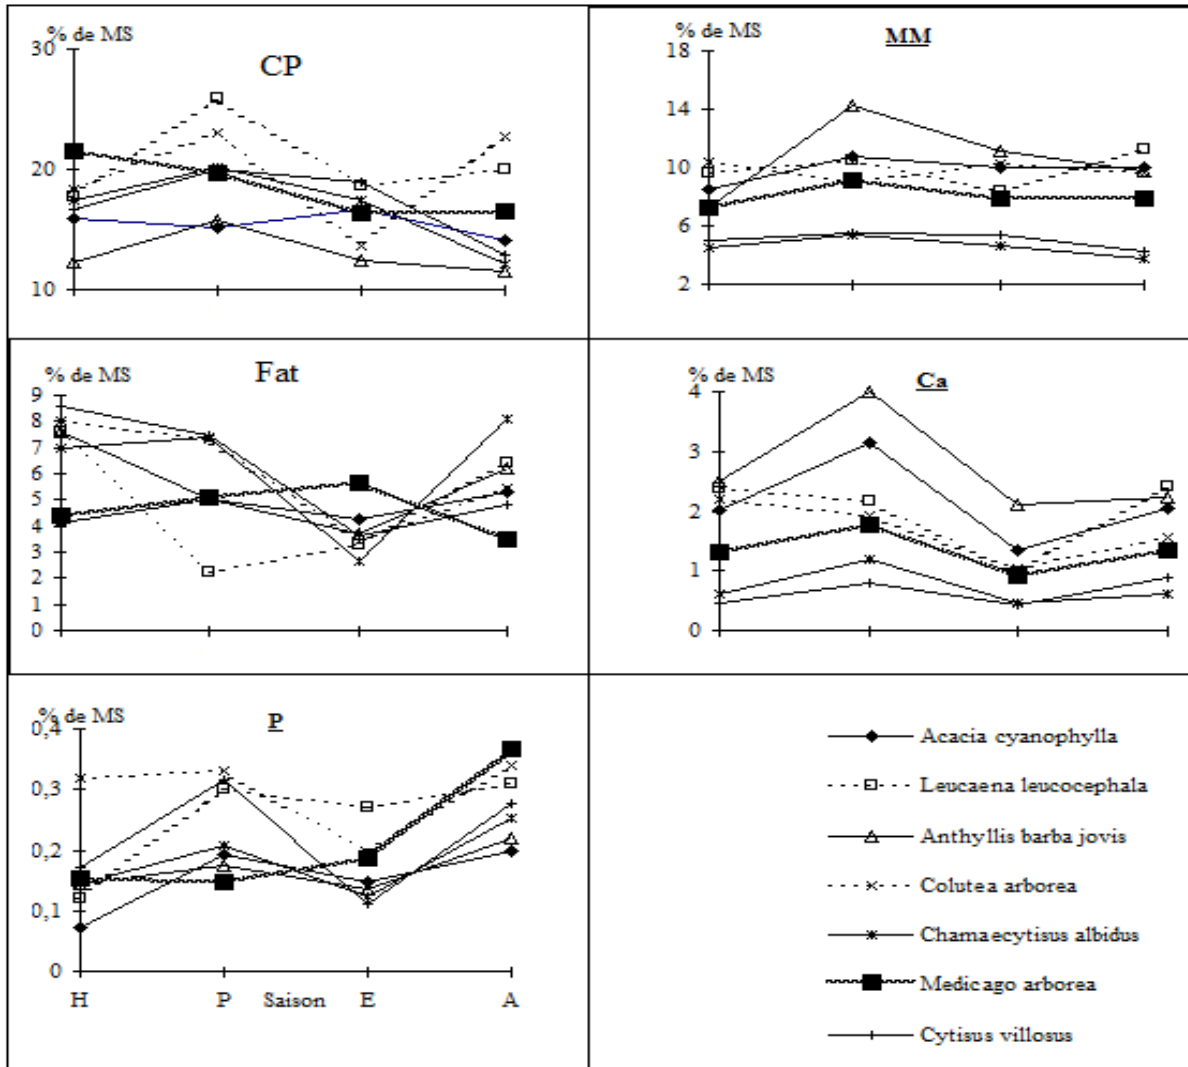 % de MS
CP
30
20
10
% de MS
MM
18
14
10
6
2
% de MS
Fat
9
8
7
6
5
4
3
2
1
0
% de MS
Ca
4
3
2
1
0
% de MS
P
0,4
0,3
0,2
0,1
0
H P Saison E A
Acacia cyanophylla
Leucaena leucocephala
Anthyllis barba jovis
Colutea arborea
Chamaecytisus albidus
Medicago arborea
Cytisus villosus